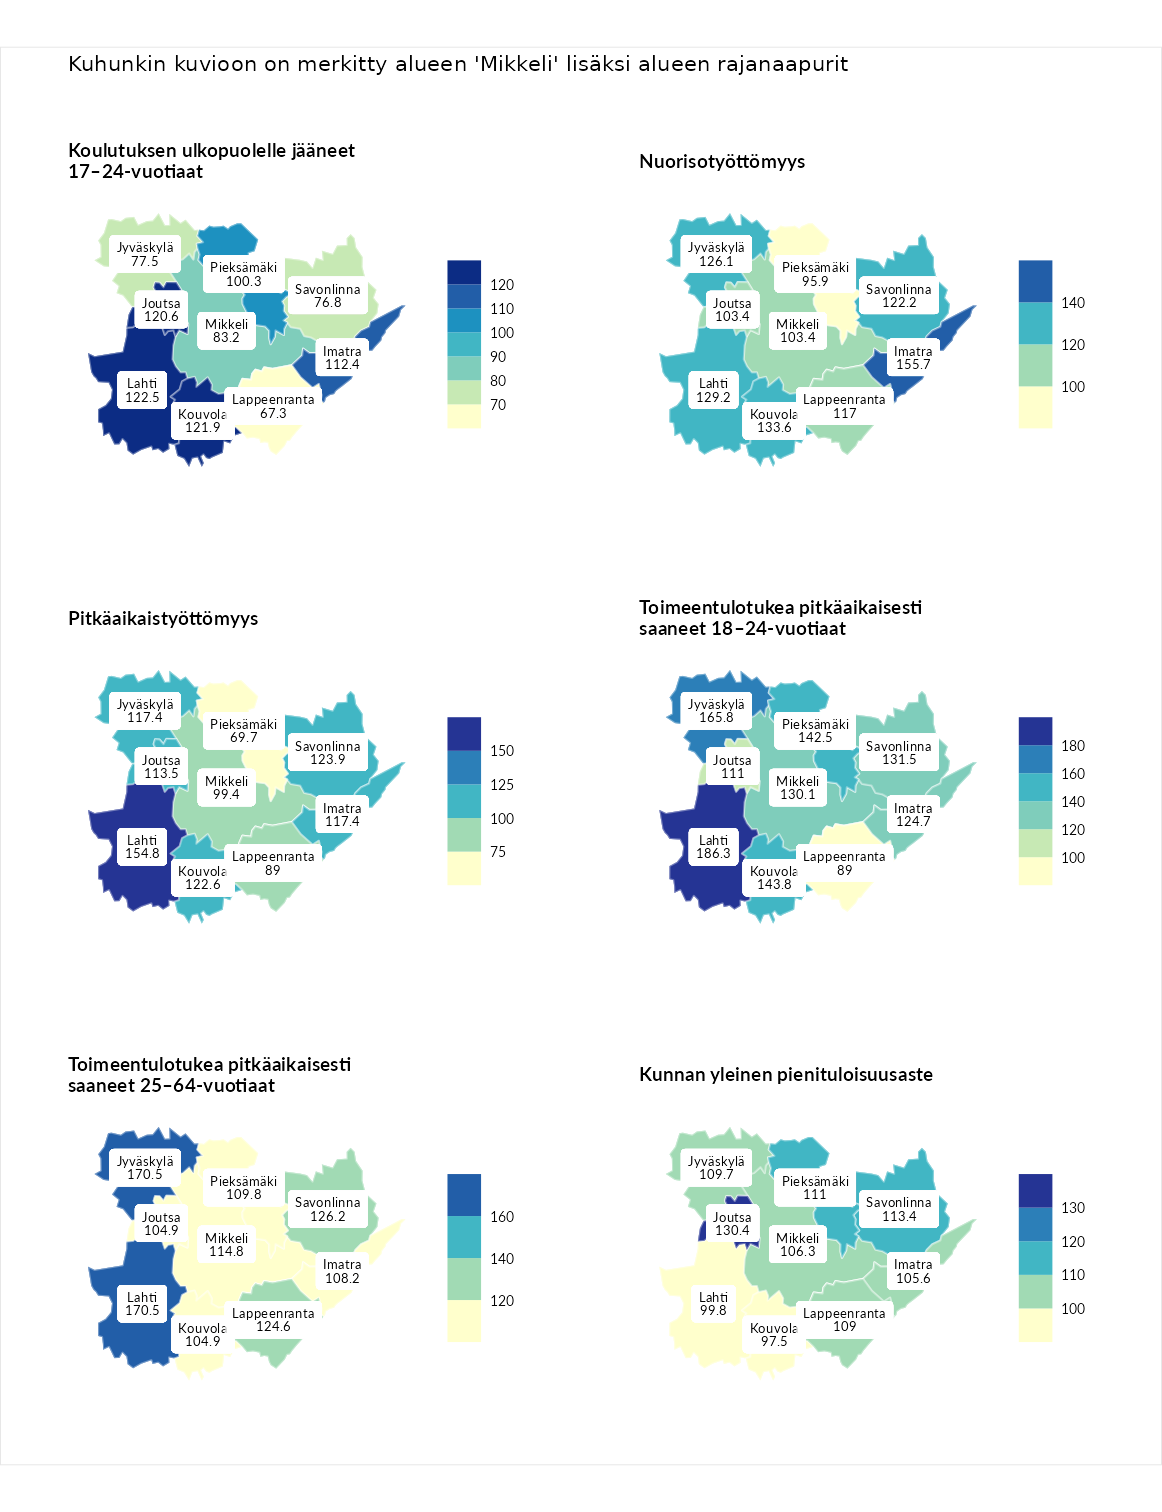 Kuhunkin kuvioon on merkitty alueen 'Mikkeli' lisäksi alueen rajanaapurit
Koulutuksen ulkopuolelle jääneet
17–24-vuotiaat
Jyväskylä
77.5
Pieksämäki
100.3
Savonlinna
76.8
Joutsa
120.6
Mikkeli
83.2
Imatra
112.4
Lahti
122.5
Lappeenranta
67.3
Kouvola
121.9
120
110
100
90
80
70
Nuorisotyöttömyys
Jyväskylä
126.1
Pieksämäki
95.9
Savonlinna
122.2
Joutsa
103.4
Mikkeli
103.4
Imatra
155.7
Lahti
129.2
Lappeenranta
117
Kouvola
133.6
140
120
100
Pitkäaikaistyöttömyys
Jyväskylä
117.4
Pieksämäki
69.7
Savonlinna
123.9
Joutsa
113.5
Mikkeli
99.4
Imatra
117.4
Lahti
154.8
Lappeenranta
89
Kouvola
122.6
150
125
100
75
Toimeentulotukea pitkäaikaisesti
saaneet 18–24-vuotiaat
Jyväskylä
165.8
Pieksämäki
142.5
Savonlinna
131.5
Joutsa
111
Mikkeli
130.1
Imatra
124.7
Lahti
186.3
Lappeenranta
89
Kouvola
143.8
180
160
140
120
100
Toimeentulotukea pitkäaikaisesti
saaneet 25–64-vuotiaat
Jyväskylä
170.5
Pieksämäki
109.8
Savonlinna
126.2
Joutsa
104.9
Mikkeli
114.8
Imatra
108.2
Lahti
170.5
Lappeenranta
124.6
Kouvola
104.9
160
140
120
Kunnan yleinen pienituloisuusaste
Jyväskylä
109.7
Pieksämäki
111
Savonlinna
113.4
Joutsa
130.4
Mikkeli
106.3
Imatra
105.6
Lahti
99.8
Lappeenranta
109
Kouvola
97.5
130
120
110
100